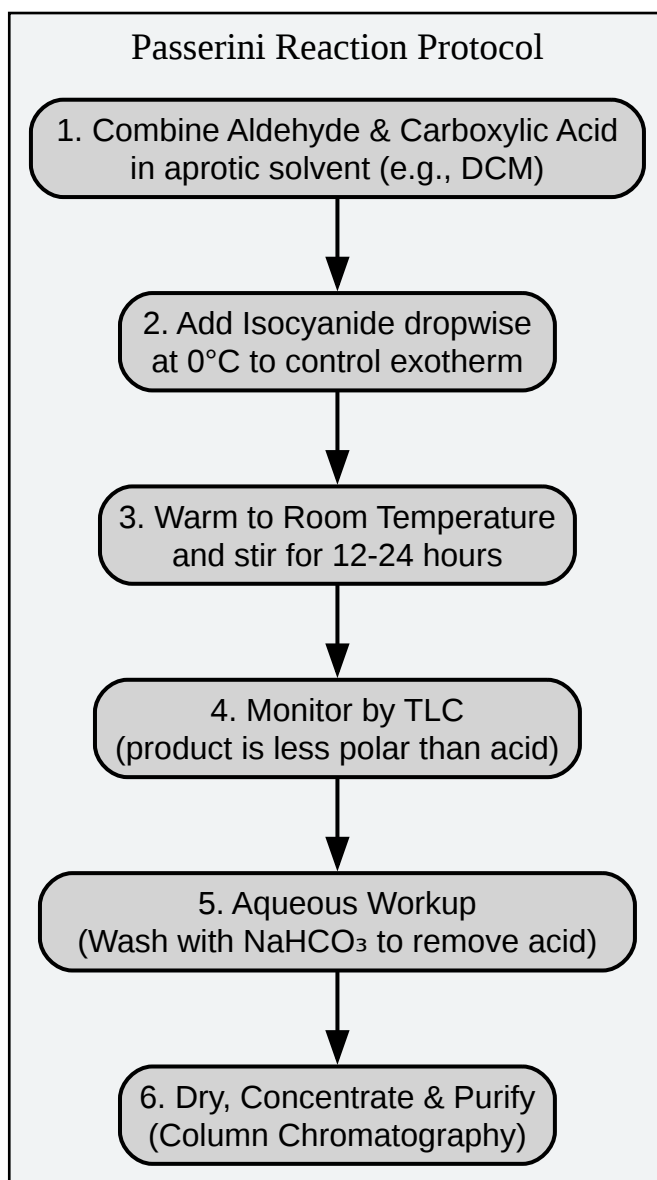 Passerini Reaction Protocol
1. Combine Aldehyde & Carboxylic Acid
in aprotic solvent (e.g., DCM)
2. Add Isocyanide dropwise
at 0°C to control exotherm
3. Warm to Room Temperature
and stir for 12-24 hours
4. Monitor by TLC
(product is less polar than acid)
5. Aqueous Workup
(Wash with NaHCO₃ to remove acid)
6. Dry, Concentrate & Purify
(Column Chromatography)